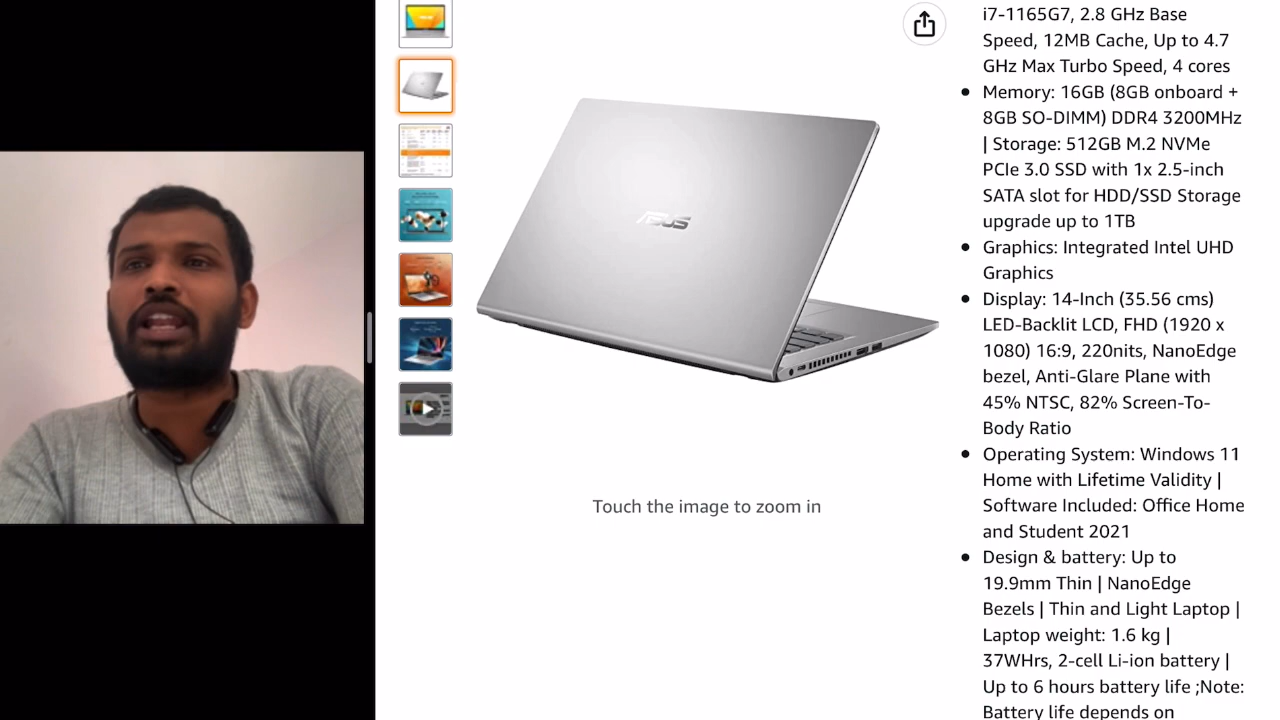 ASUS
Touch the image to zoom in
i7-1165G7, 2.8 GHz Base
Speed, 12MB Cache, Up to 4.7
GHz Max Turbo Speed, 4 cores
Memory: 16GB (8GB onboard +
8GB SO-DIMM) DDR4 3200MHz
| Storage: 512GB M.2 NVMe
PCIe 3.0 SSD with 1x 2.5-inch
SATA slot for HDD/SSD Storage
upgrade up to 1TB
Graphics: Integrated Intel UHD
Graphics
Display: 14-Inch (35.56 cms)
LED-Backlit LCD, FHD (1920 x
1080) 16:9, 220nits, NanoEdge
bezel, Anti-Glare Plane with
45% NTSC, 82% Screen-To-
Body Ratio
Operating System: Windows 11
Home with Lifetime Validity |
Software Included: Office Home
and Student 2021
Design & battery: Up to
19.9mm Thin | NanoEdge
Bezels | Thin and Light Laptop |
Laptop weight: 1.6 kg |
37WHrs, 2-cell Li-ion battery |
Up to 6 hours battery life ;Note:
Battery life depends on